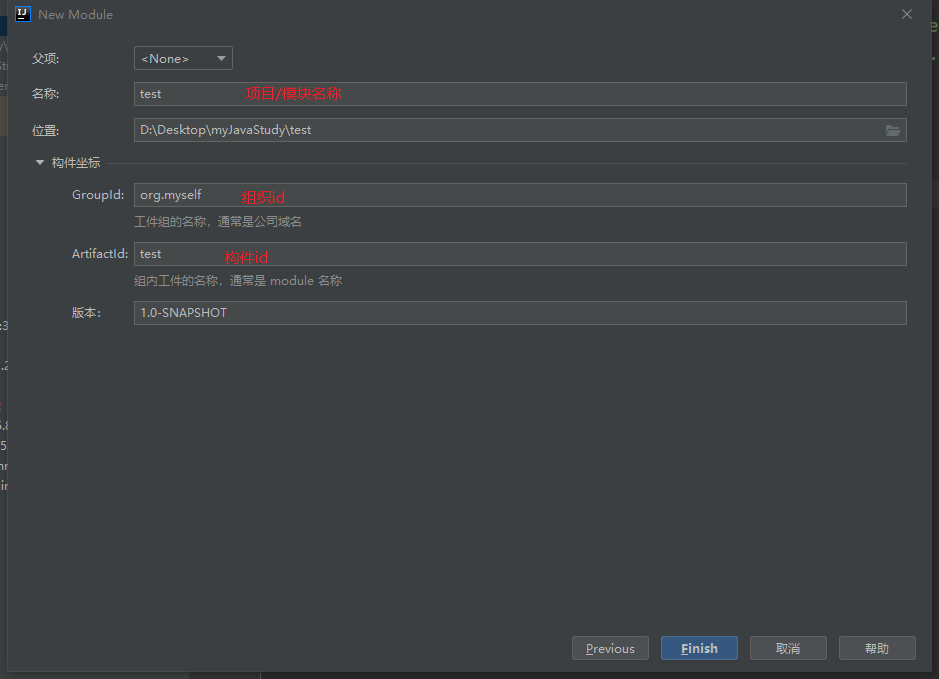 New Module
父项:
<None>
名称:
test
项目/模块名称
位置:
D:\Desktop\myJavaStudy\test
构件坐标
GroupId:
org.myself
组织id
工件组的名称，通常是公司域名
ArtifactId:
test
构件id
组内工件的名称，通常是 module 名称
版本:
1.0-SNAPSHOT
Previous
Finish
取消
帮助